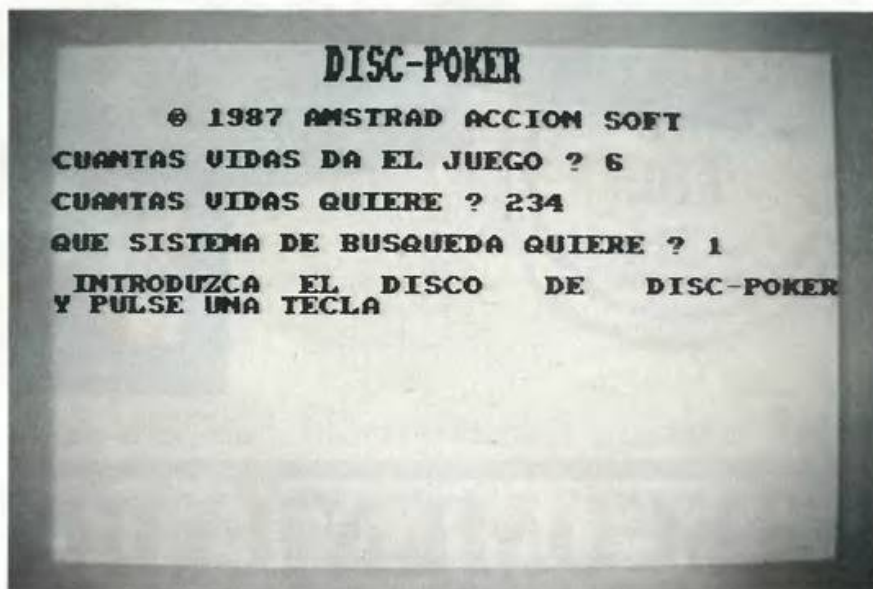 DISC-POKER
© 1987 AMSTRAD ACCION SOFT
CUANTAS VIDAS DA EL JUEGO ? 6
CUANTAS VIDAS QUIERE ? 234
QUE SISTEMA DE BUSQUEDA QUIERE ? 1
INTRODUZCA EL DISCO DE DISC-POKER
Y PULSE UNA TECLA